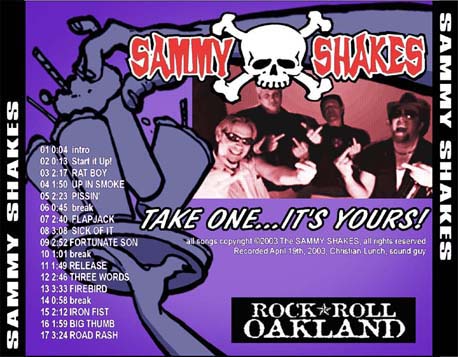 SAMMY SHAKES
SAMMY SHAKES
SAMMY SHAKES
01 0:04 intro
02 0:13 Start it Up!
03 2:17 RAT BOY
04 1:50 UP IN SMOKE
05 2:23 PISSIN'
06 0:45 break
07 2:40 FLAPJACK
08 3:08 SICK OF IT
09 2:52 FORTUNATE SON
10 1:01 break
11 1:49 RELEASE
12 2:46 THREE WORDS
13 3:33 FIREBIRD
14 0:58 break
15 2:12 IRON FIST
16 1:59 BIG THUMB
17 3:24 ROAD RASH
TAKE ONE...IT'S YOURS!
all songs copyright ©2003 The SAMMY SHAKES, all rights reserved
Recorded April 19th, 2003, Christian Lunch, sound guy
ROCK★ROLL
OAKLAND